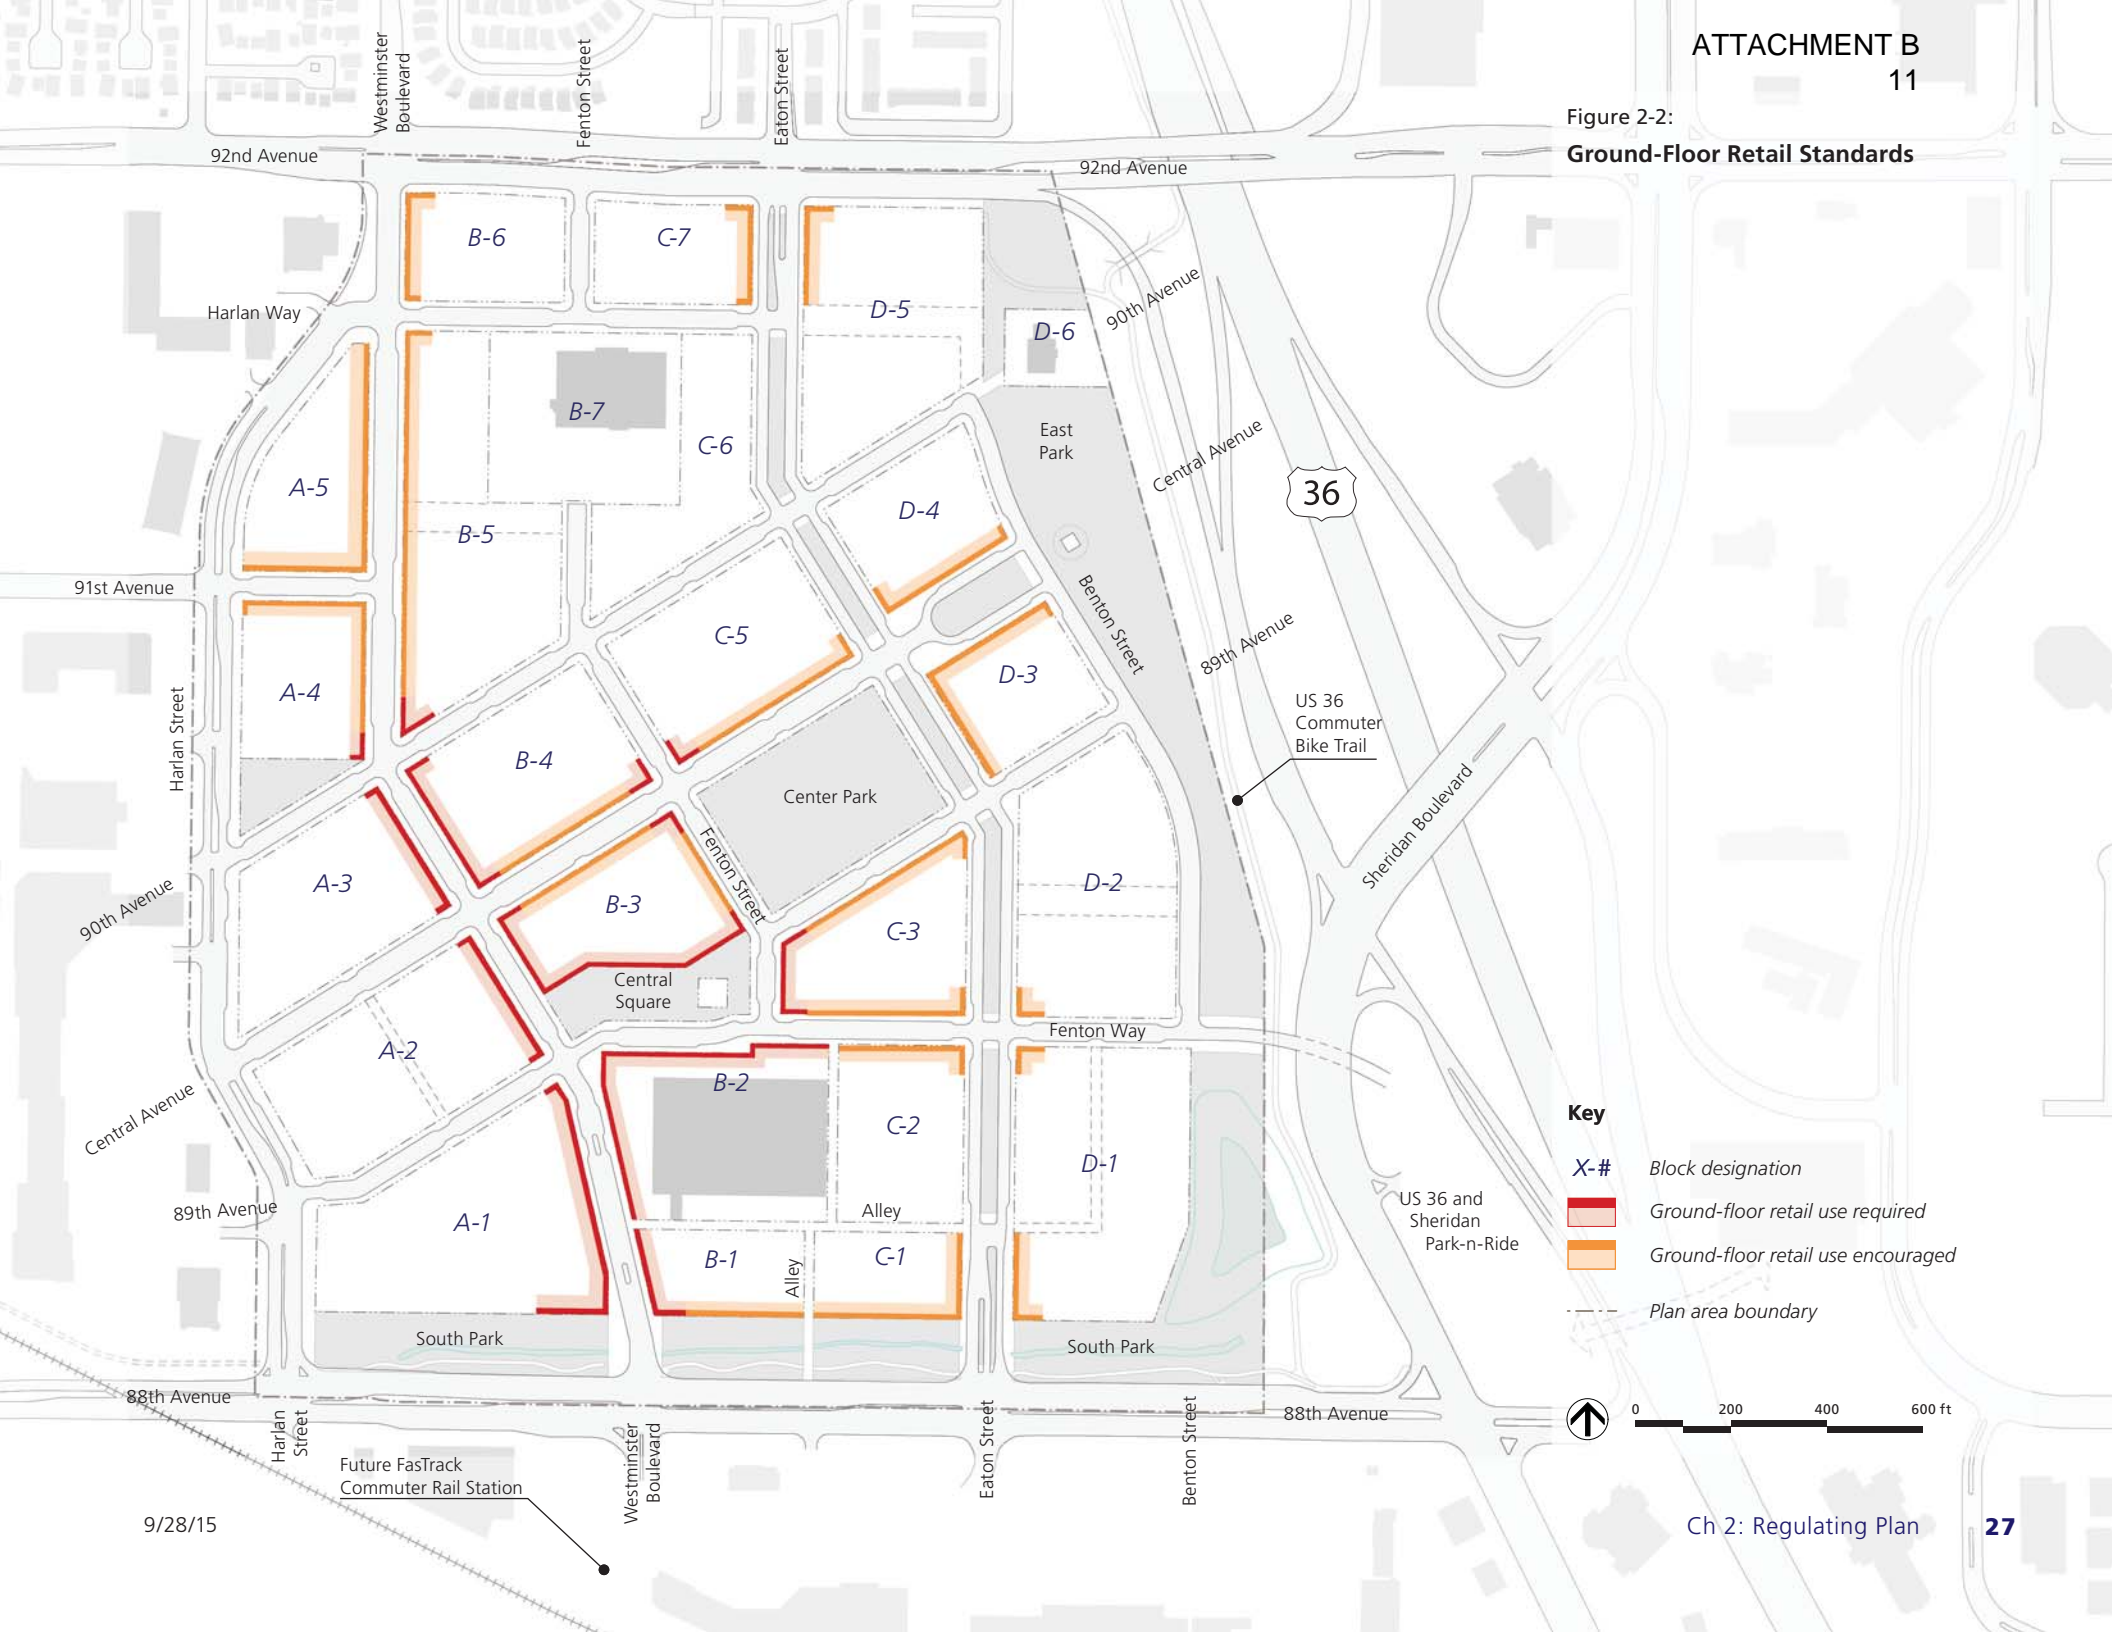 ATTACHMENT B
11
Figure 2-2:
Ground-Floor Retail Standards
Westminster
Boulevard
Fenton Street
Eaton Street
92nd Avenue
92nd Avenue
B-6
C-7
D-5
D-6
90th Avenue
Harlan Way
B-7
C-6
East
Park
Central Avenue
36
A-5
B-5
D-4
91st Avenue
Benton Street
C-5
89th Avenue
D-3
A-4
Harlan Street
US 36
Commuter
Bike Trail
B-4
Center Park
Sheridan Boulevard
Fenton Street
A-3
90th Avenue
B-3
C-3
D-2
Central
Square
Fenton Way
A-2
B-2
Central Avenue
C-2
D-1
89th Avenue
A-1
Alley
B-1
Alley
C-1
US 36 and
Sheridan
Park-n-Ride
South Park
South Park
88th Avenue
88th Avenue
Harlan
Street
Westminster
Boulevard
Eaton Street
Benton Street
Future FasTrack
Commuter Rail Station
Key
X-# Block designation
Ground-floor retail use required
Ground-floor retail use encouraged
Plan area boundary
0 200 400 600 ft
9/28/15
Ch 2: Regulating Plan 27